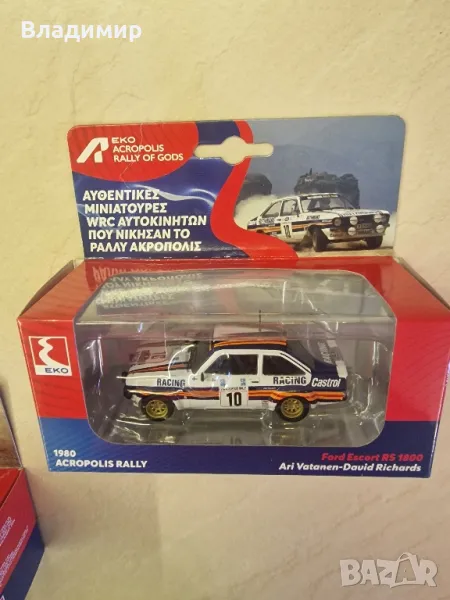 Владимир
EKO
ACROPOLIS
RALLY OF GODS
ΑΥΘΕΝΤΙΚΕΣ
ΜΙΝΙΑΤΟΥΡΕΣ
WRC ΑΥΤΟΚΙΝΗΤΩΝ
ΠΟΥ ΝΙΚΗΣΑΝ ΤΟ
ΡΑΛΛΥ ΑΚΡΟΠΟΛΙΣ
EKO
RACING
10
RACING Castrol
1980
ACROPOLIS RALLY
Ford Escort RS 1800
Ari Vatanen-David Richards
BAZAR